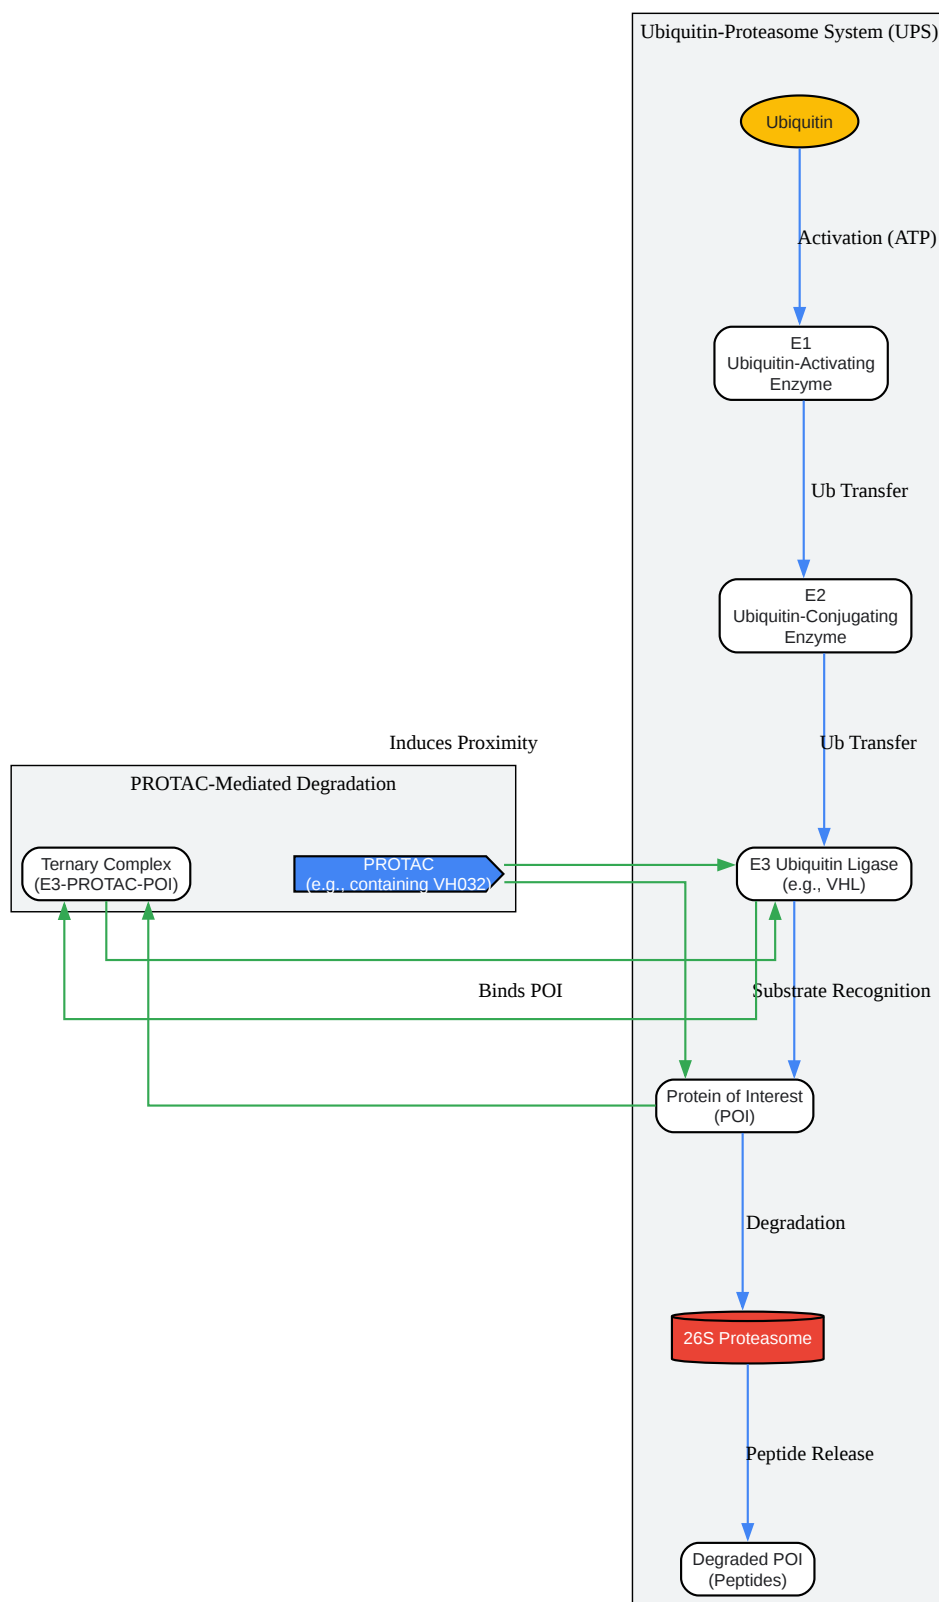 Ubiquitin-Proteasome System (UPS)
Ubiquitin
Activation (ATP)
E1
Ubiquitin-Activating
Enzyme
Ub Transfer
E2
Ubiquitin-Conjugating
Enzyme
Induces Proximity
Ub Transfer
PROTAC-Mediated Degradation
Ternary Complex
(E3-PROTAC-POI)
PROTAC
(e.g., containing VH032)
E3 Ubiquitin Ligase
(e.g., VHL)
Binds POI
Substrate Recognition
Protein of Interest
(POI)
Degradation
26S Proteasome
Peptide Release
Degraded POI
(Peptides)